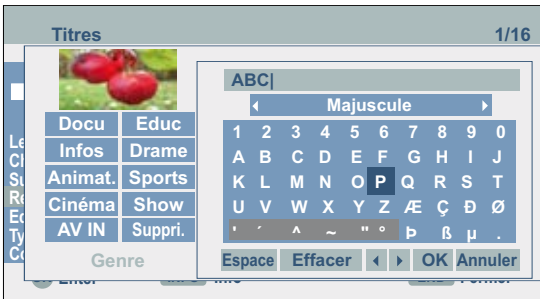 Titres 1/16
ABC|
Majuscule
Docu Educ
Infos Drame
Animat. Sports
Cinéma Show
AV IN Suppri.
Genre
1 2 3 4 5 6 7 8 9 0
A B C D E F G H I J
K L M N O P Q R S T
U V W X Y Z Æ Ç Ð Ø
' ´ ^ ~ " ° Þ ß µ .
Espace Effacer OK Annuler